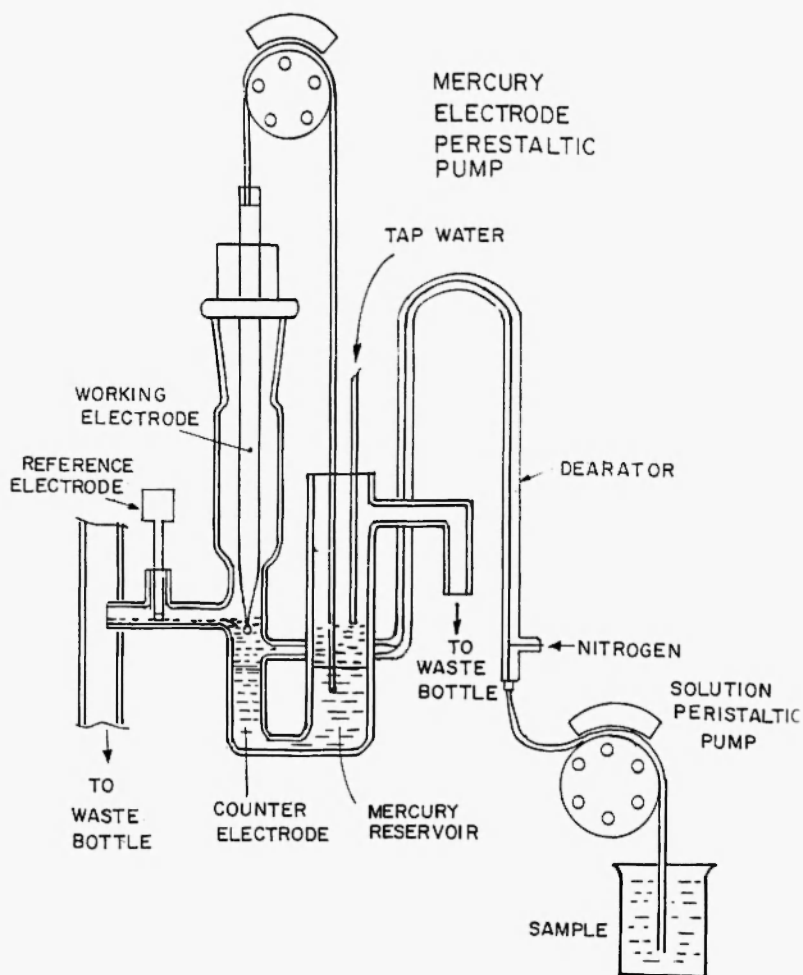 MERCURY
ELECTRODE
PERESTALTIC
PUMP
TAP WATER
WORKING
ELECTRODE
REFERENCE
ELECTRODE
DEARATOR
NITROGEN
TO
WASTE
BOTTLE
SOLUTION
PERISTALTIC
PUMP
TO
WASTE
BOTTLE
COUNTER
ELECTRODE
MERCURY
RESERVOIR
SAMPLE